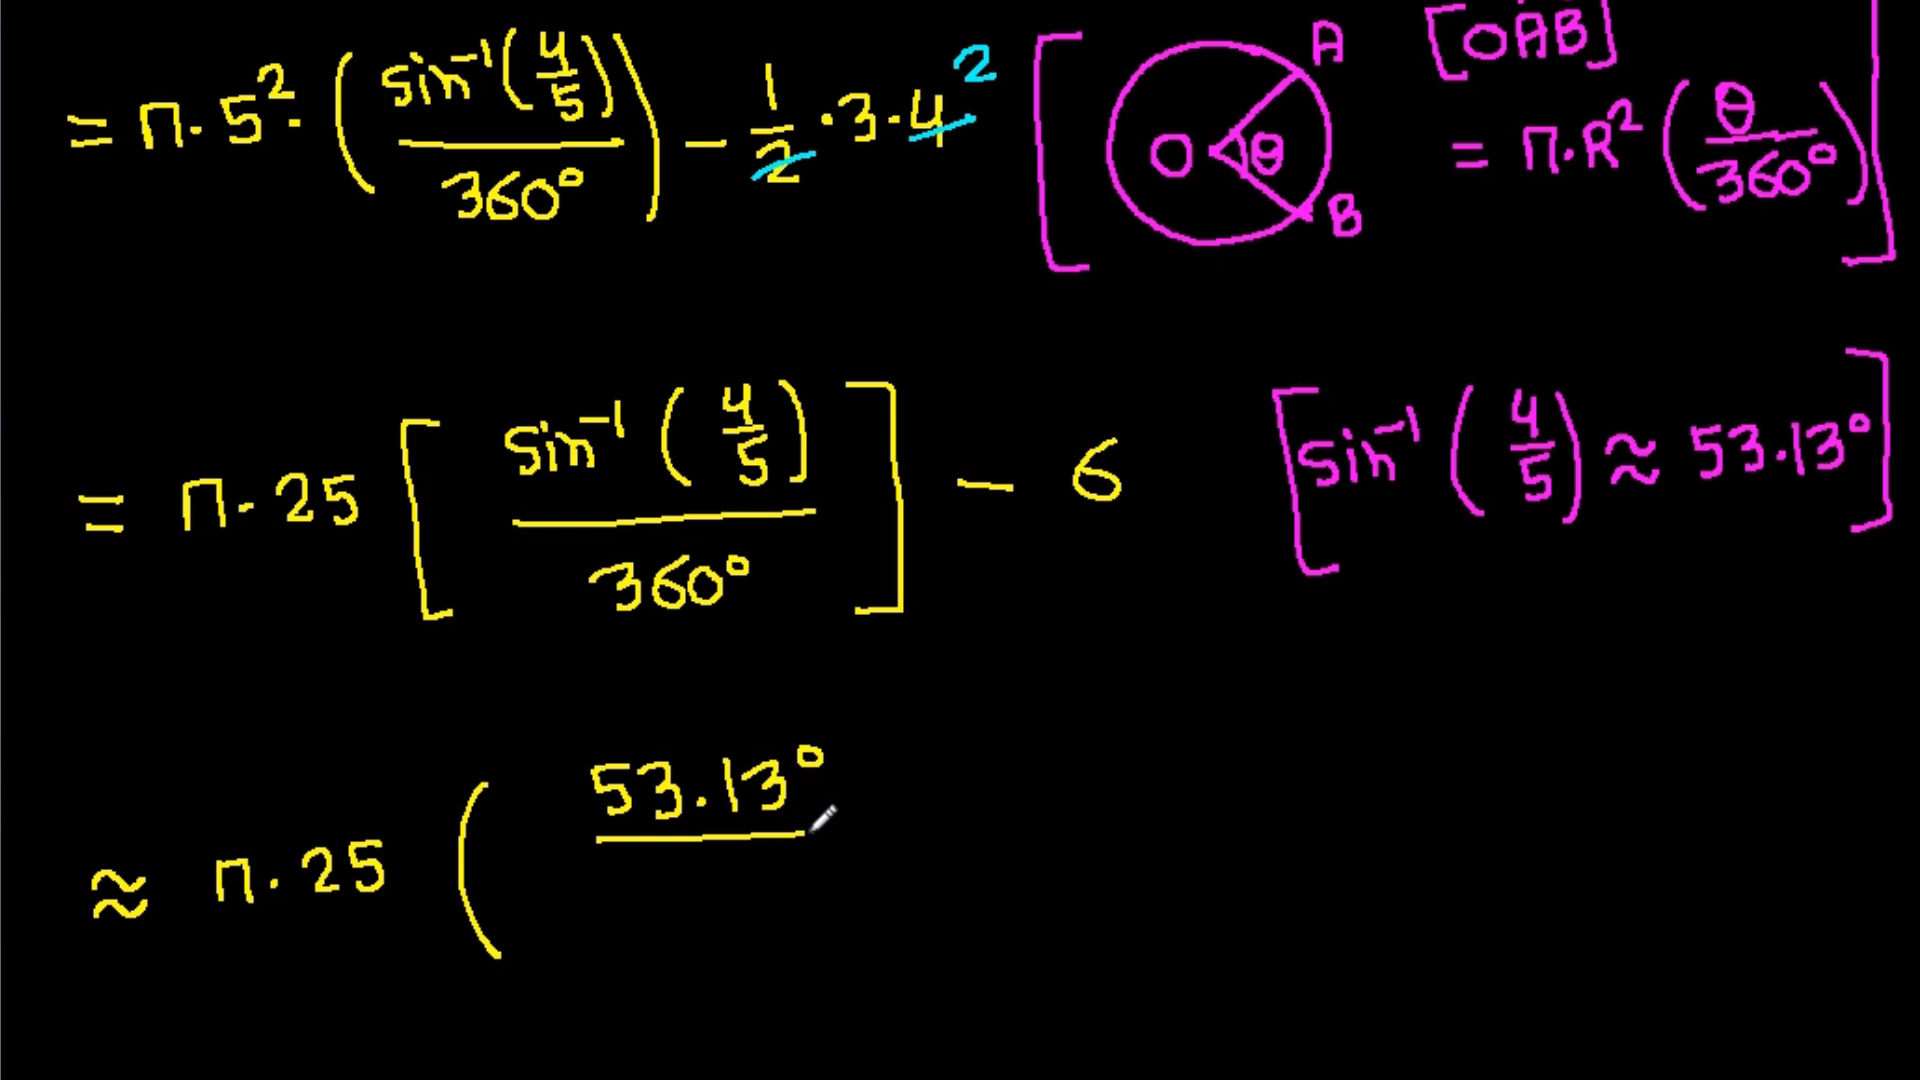 = π·5²·(sin⁻¹(4/5)/360°) - 1/2·3·4 2
[OAB]
A
O θ
B
= π·R²(θ/360°)
= π·25[sin⁻¹(4/5)/360°] - 6
[sin⁻¹(4/5) ≈ 53.13°]
≈ π·25(53.13°